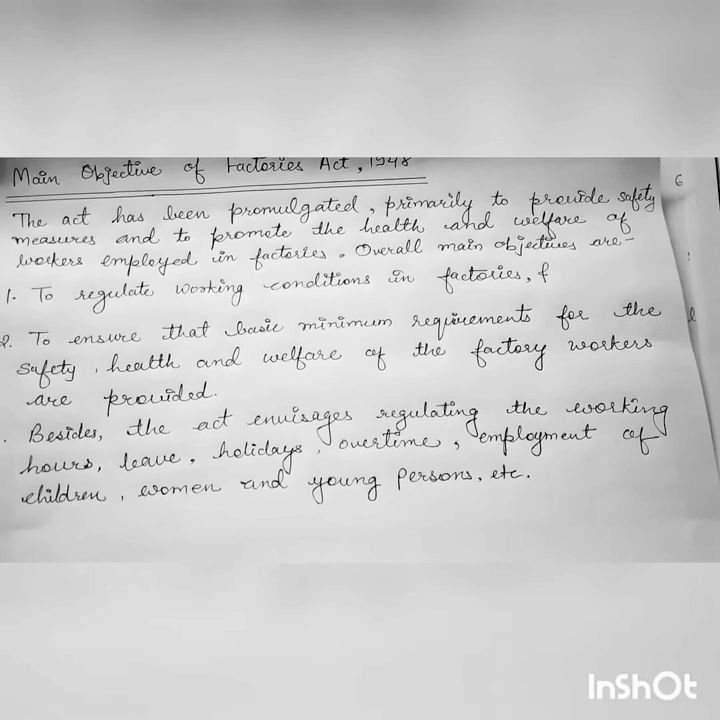 Main Objective of Factories Act, 1948
6
The act has been promulgated, primarily to provide safety
measures and to promote the health and welfare of
workers employed in factories. Overall main objectives are-
1. To regulate working conditions in factories, &
2. To ensure that basic minimum requirements for the
safety, health and welfare of the factory workers
are provided.
. Besides, the act envisages regulating the working
hours, leave, holidays, overtime, employment of
children, women and young persons, etc.
InShOt